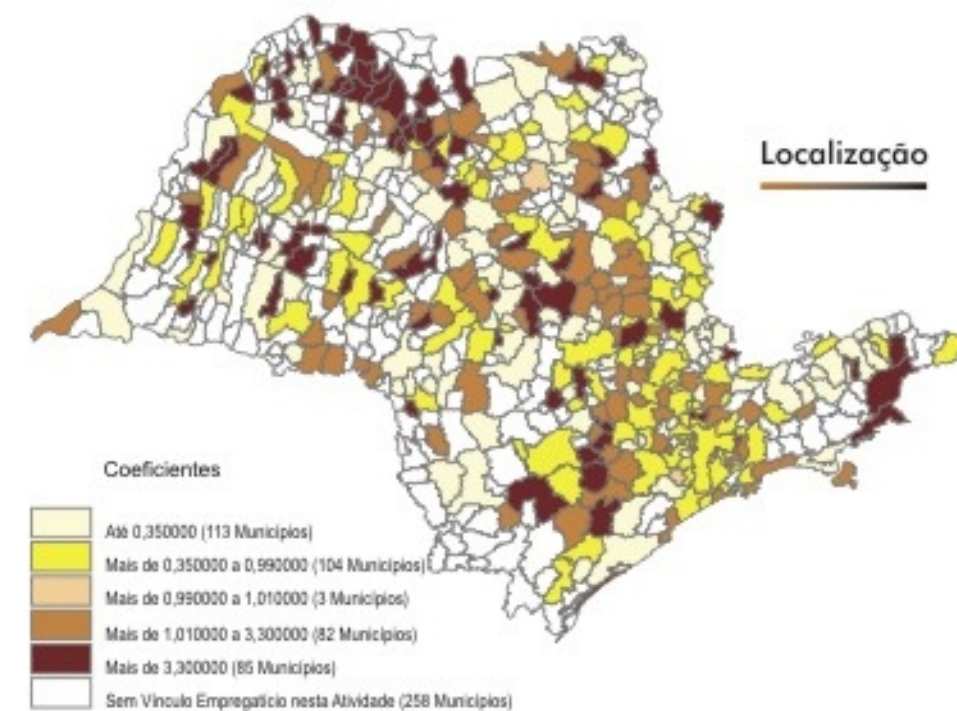 Localização
Coeficientes
Até 0,350000 (113 Municípios)
Mais de 0,350000 a 0,990000 (104 Municípios)
Mais de 0,990000 a 1,010000 (3 Municípios)
Mais de 1,010000 a 3,300000 (82 Municípios)
Mais de 3,300000 (85 Municípios)
Sem Vínculo Empregatício nesta Atividade (258 Municípios)